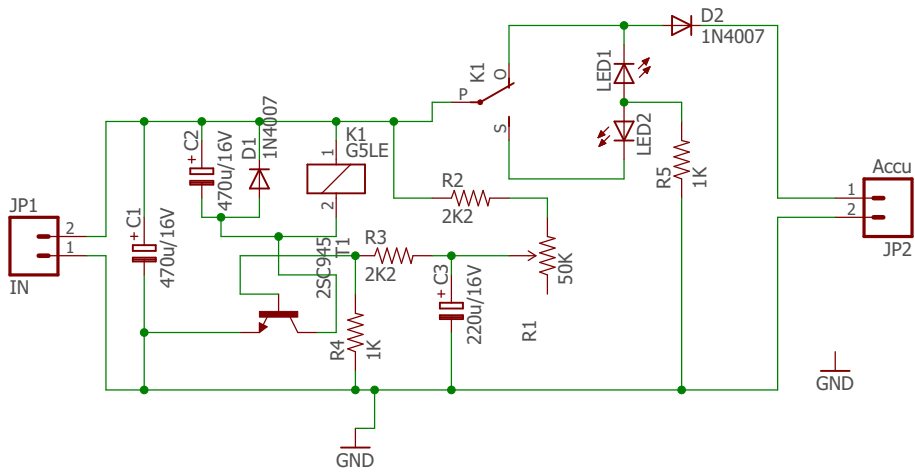 D2
1N4007
LED1
K1
O
P
S
LED2
R5
1K
Accu
1
2
JP2
C2
470u/16V
D1
1N4007
K1
G5LE
1
2
R2
2K2
JP1
2
1
IN
C1
470u/16V
2SC945
T1
R3
2K2
C3
220u/16V
50K
R1
R4
1K
GND
GND
+
+
+